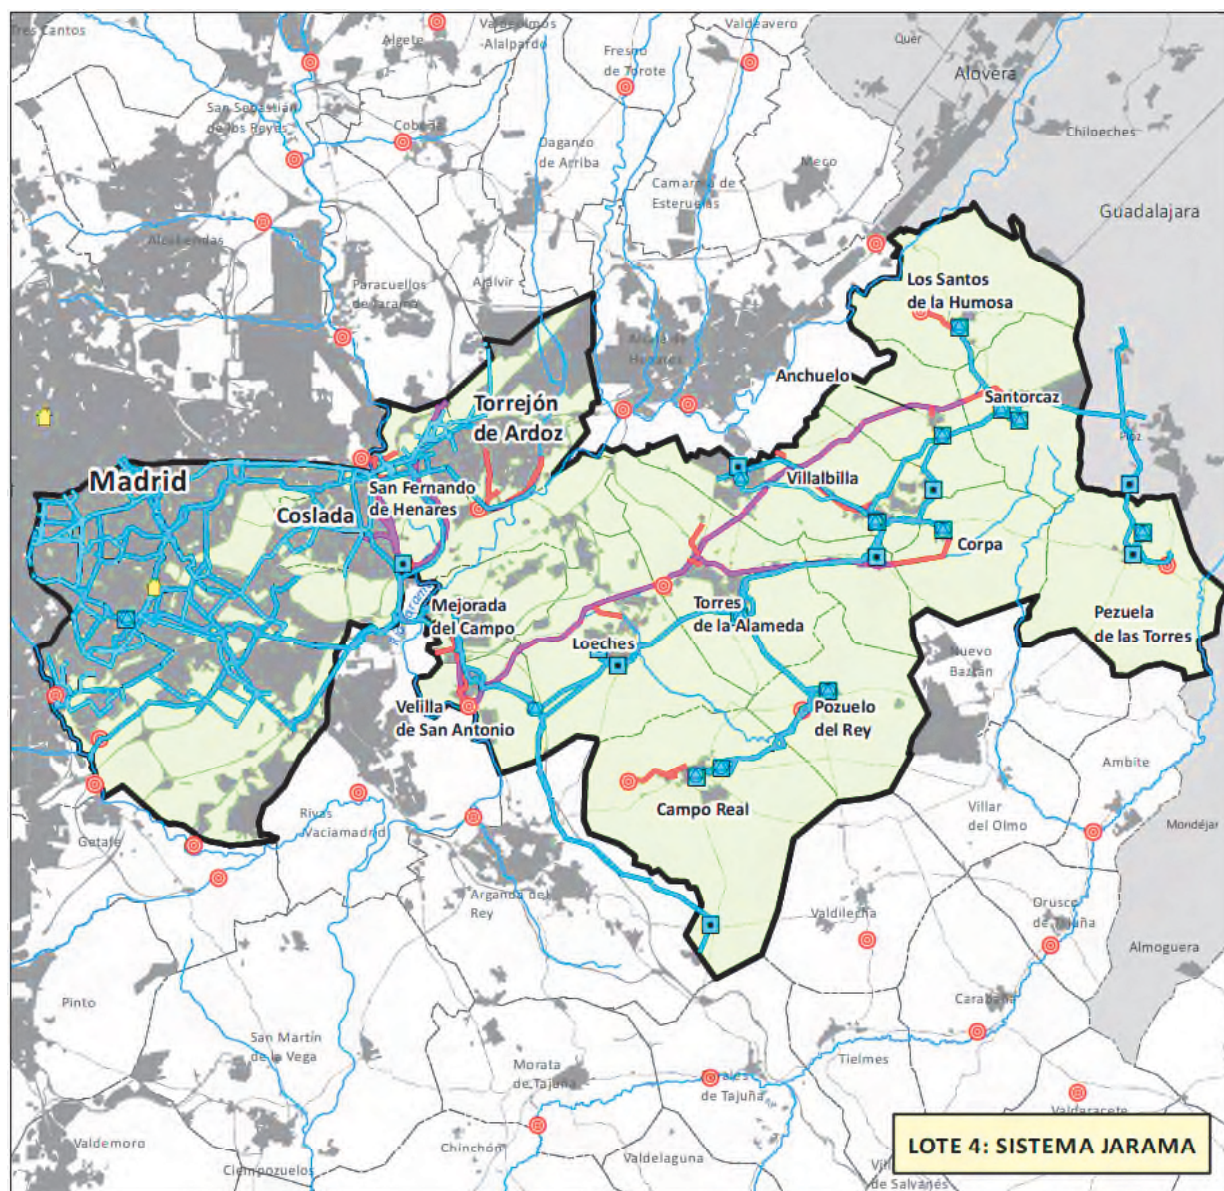 Tres Cantos
Algete
Valdeolmos
-Alalpardo
Valdeavero
Fresno
de Torote
Quer
Alovera
San Sebastián
de los Reyes
Cobeña
Daganzo
de Arriba
Chiloeches
Meco
Camarma de
Esteruelas
Guadalajara
Alcobendas
Paracuellos
de Jarama
Ajalvir
Los Santos
de la Humosa
Alcalá de
Henares
Anchuelo
Santorcaz
Torrejón
de Ardoz
Pioz
Madrid
San Fernando
de Henares
Villalbilla
Coslada
Corpa
Mejorada
del Campo
Torres
de la Alameda
Pezuela
de las Torres
Loeches
Nuevo
Baztán
Velilla
de San Antonio
Pozuelo
del Rey
Ambite
Campo Real
Villar
del Olmo
Mondéjar
Rivas
Vaciamadrid
Getafe
Arganda del
Rey
Valdilecha
Orusco
de Tajuña
Almoguera
Pinto
Carabaña
San Martín
de la Vega
Morata
de Tajuña
Tielmes
de Tajuña
Valdaracete
Valdemoro
Chinchón
Ciempozuelos
Valdelaguna
de Salvanés
LOTE 4: SISTEMA JARAMA